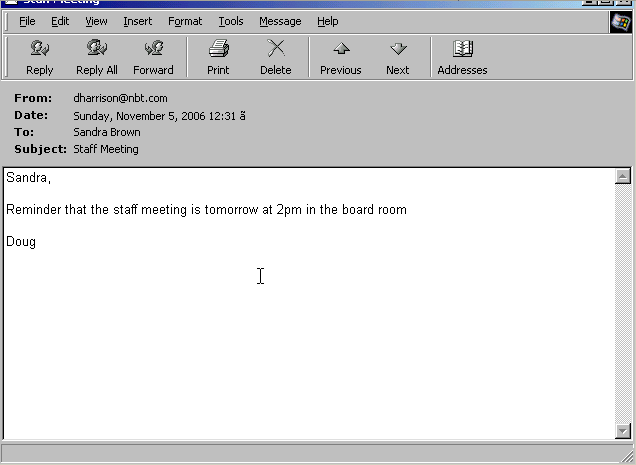 Staff Meeting
File Edit View Insert Format Tools Message Help
Reply Reply All Forward Print Delete Previous Next Addresses
From: dharrison@nbt.com
Date: Sunday, November 5, 2006 12:31 ã
To: Sandra Brown
Subject: Staff Meeting
Sandra,
Reminder that the staff meeting is tomorrow at 2pm in the board room
Doug